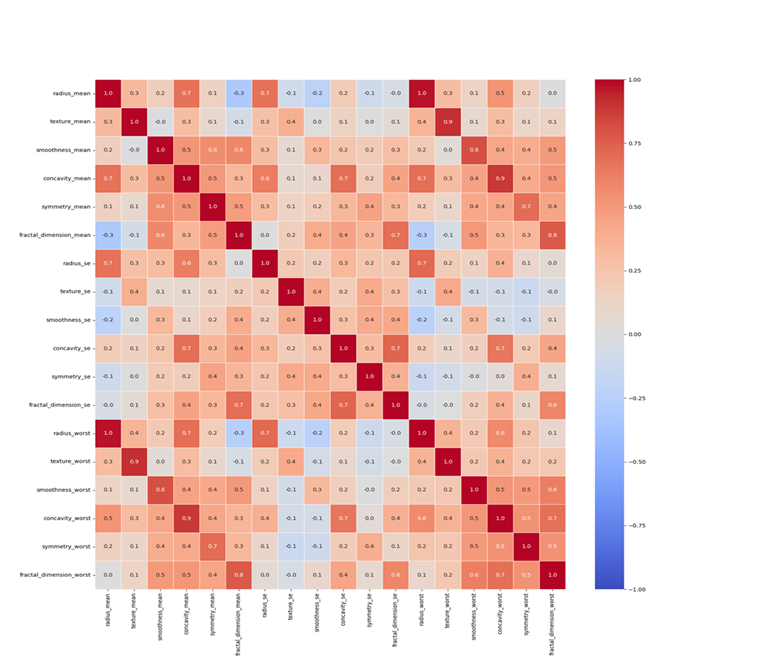 radius_mean 1.0 0.3 0.2 0.7 0.1 -0.3 0.7 -0.1 -0.2 0.2 -0.1 -0.0 1.0 0.3 0.1 0.5 0.2 0.0
texture_mean 0.3 1.0 -0.0 0.3 0.1 -0.1 0.3 0.4 0.0 0.1 0.0 0.1 0.4 0.9 0.1 0.3 0.1 0.1
smoothness_mean 0.2 -0.0 1.0 0.5 0.6 0.6 0.3 0.1 0.3 0.2 0.2 0.3 0.2 0.0 0.8 0.4 0.4 0.5
concavity_mean 0.7 0.3 0.5 1.0 0.5 0.3 0.6 0.1 0.1 0.7 0.2 0.4 0.7 0.3 0.4 0.9 0.4 0.5
symmetry_mean 0.1 0.1 0.6 0.5 1.0 0.5 0.3 0.1 0.2 0.3 0.4 0.3 0.2 0.1 0.4 0.4 0.7 0.4
fractal_dimension_mean -0.3 -0.1 0.6 0.3 0.5 1.0 0.0 0.2 0.4 0.4 0.3 0.7 -0.3 -0.1 0.5 0.3 0.3 0.8
radius_se 0.7 0.3 0.3 0.6 0.3 0.0 1.0 0.2 0.2 0.3 0.2 0.2 0.7 0.2 0.1 0.4 0.1 0.0
texture_se -0.1 0.4 0.1 0.1 0.1 0.2 0.2 1.0 0.4 0.2 0.4 0.3 -0.1 0.4 -0.1 -0.1 -0.1 -0.0
smoothness_se -0.2 0.0 0.3 0.1 0.2 0.4 0.2 0.4 1.0 0.3 0.4 0.4 -0.2 -0.1 0.3 -0.1 -0.1 0.1
concavity_se 0.2 0.1 0.2 0.7 0.3 0.4 0.3 0.2 0.3 1.0 0.3 0.7 0.2 0.1 0.2 0.7 0.2 0.4
symmetry_se -0.1 0.0 0.2 0.2 0.4 0.3 0.2 0.4 0.4 0.3 1.0 0.4 -0.1 -0.1 -0.0 0.0 0.4 0.1
fractal_dimension_se -0.0 0.1 0.3 0.4 0.3 0.7 0.2 0.3 0.4 0.7 0.4 1.0 -0.0 -0.0 0.2 0.4 0.1 0.6
radius_worst 1.0 0.4 0.2 0.7 0.2 -0.3 0.7 -0.1 -0.2 0.2 -0.1 -0.0 1.0 0.4 0.2 0.6 0.2 0.1
texture_worst 0.3 0.9 0.0 0.3 0.1 -0.1 0.2 0.4 -0.1 0.1 -0.1 -0.0 0.4 1.0 0.2 0.4 0.2 0.2
smoothness_worst 0.1 0.1 0.8 0.4 0.4 0.5 0.1 -0.1 0.3 0.2 -0.0 0.2 0.2 0.2 1.0 0.5 0.5 0.6
concavity_worst 0.5 0.3 0.4 0.9 0.4 0.3 0.4 -0.1 -0.1 0.7 0.0 0.4 0.6 0.4 0.5 1.0 0.5 0.7
symmetry_worst 0.2 0.1 0.4 0.4 0.7 0.3 0.1 -0.1 -0.1 0.2 0.4 0.1 0.2 0.2 0.5 0.5 1.0 0.5
fractal_dimension_worst 0.0 0.1 0.5 0.5 0.4 0.8 0.0 -0.0 0.1 0.4 0.1 0.6 0.1 0.2 0.6 0.7 0.5 1.0
radius_mean
texture_mean
smoothness_mean
concavity_mean
symmetry_mean
fractal_dimension_mean
radius_se
texture_se
smoothness_se
concavity_se
symmetry_se
fractal_dimension_se
radius_worst
texture_worst
smoothness_worst
concavity_worst
symmetry_worst
fractal_dimension_worst
1.00
0.75
0.50
0.25
0.00
−0.25
−0.50
−0.75
−1.00